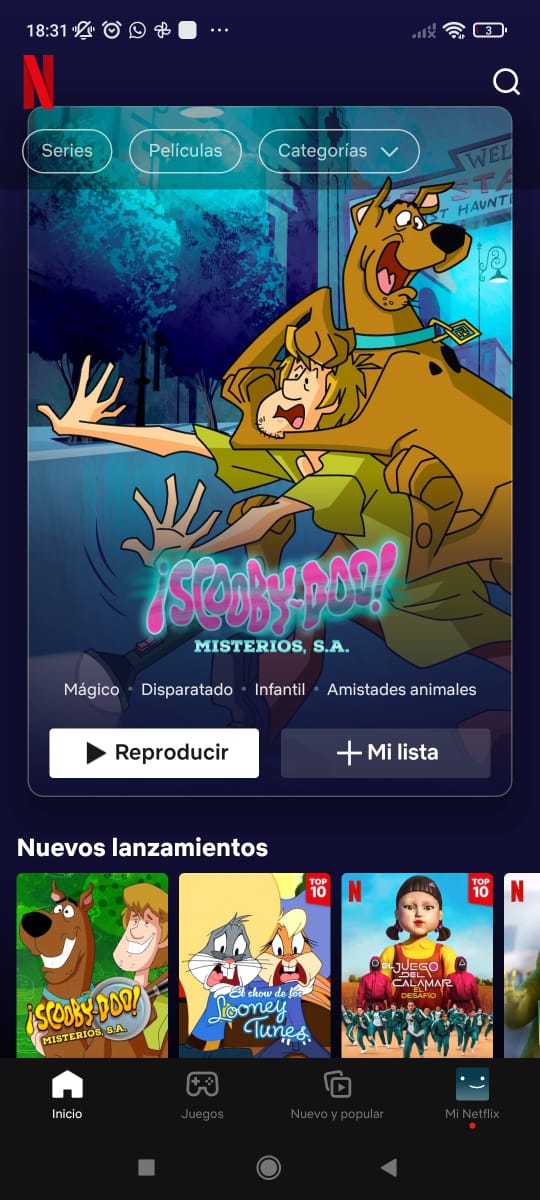 18:31
3
Series
Películas
Categorías
WEL
STA
ST HAUNT
¡SCOOBY-DOO!
MISTERIOS, S.A.
Mágico • Disparatado • Infantil • Amistades animales
Reproducir
Mi lista
Nuevos lanzamientos
¡SCOOBY-DOO!
MISTERIOS, S.A.
TOP
10
El show de los
Looney
Tunes
N
TOP
10
EL JUEGO
DEL
CALAMAR
EL DESAFÍO
N
Inicio
Juegos
Nuevo y popular
Mi Netflix